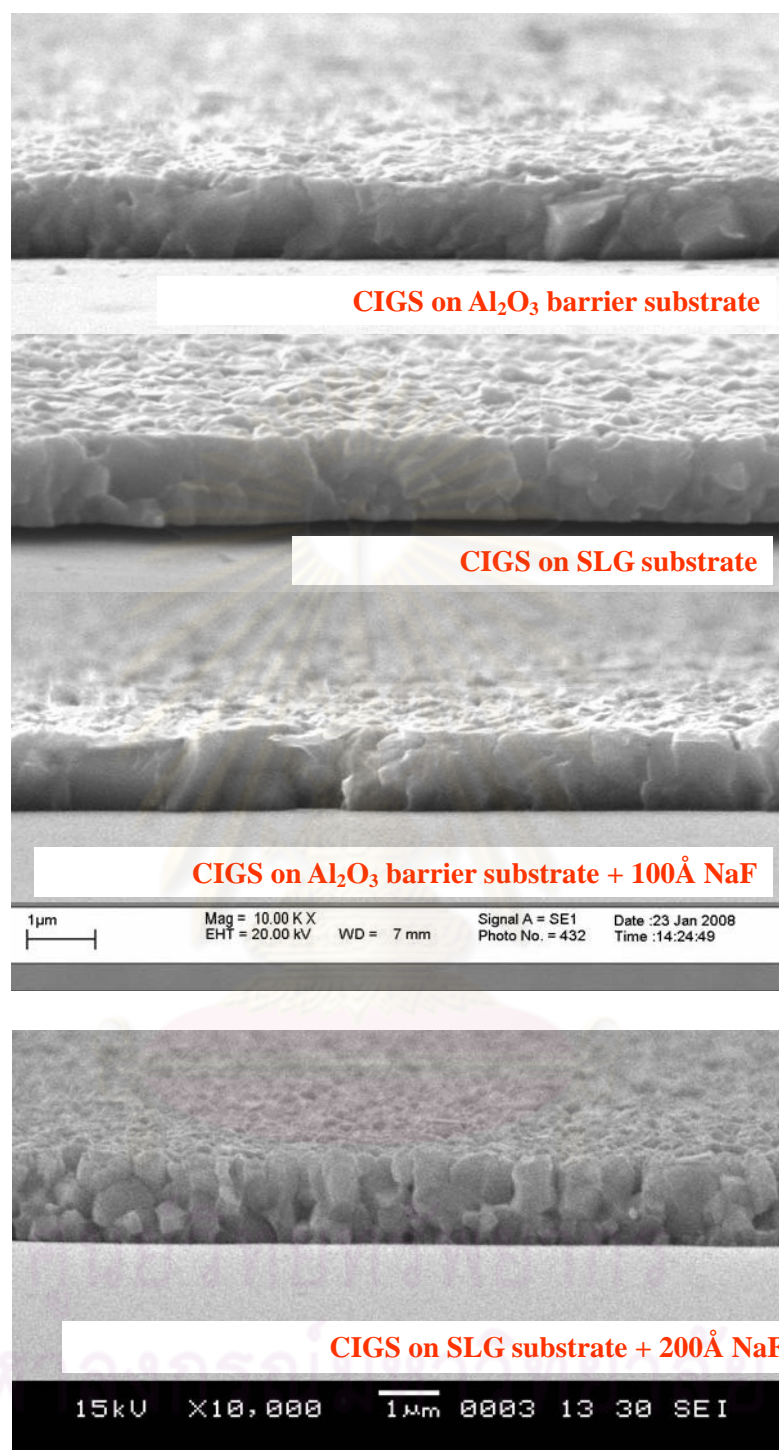 CIGS on Al₂O₃ barrier substrate
CIGS on SLG substrate
CIGS on Al₂O₃ barrier substrate + 100Å NaF
1µm
Mag = 10.00 K X
EHT = 20.00 kV WD = 7 mm
Signal A = SE1
Photo No. = 432
Date :23 Jan 2008
Time :14:24:49
CIGS on SLG substrate + 200Å NaF
15kU X10,000 1µm 0003 13 30 SEI